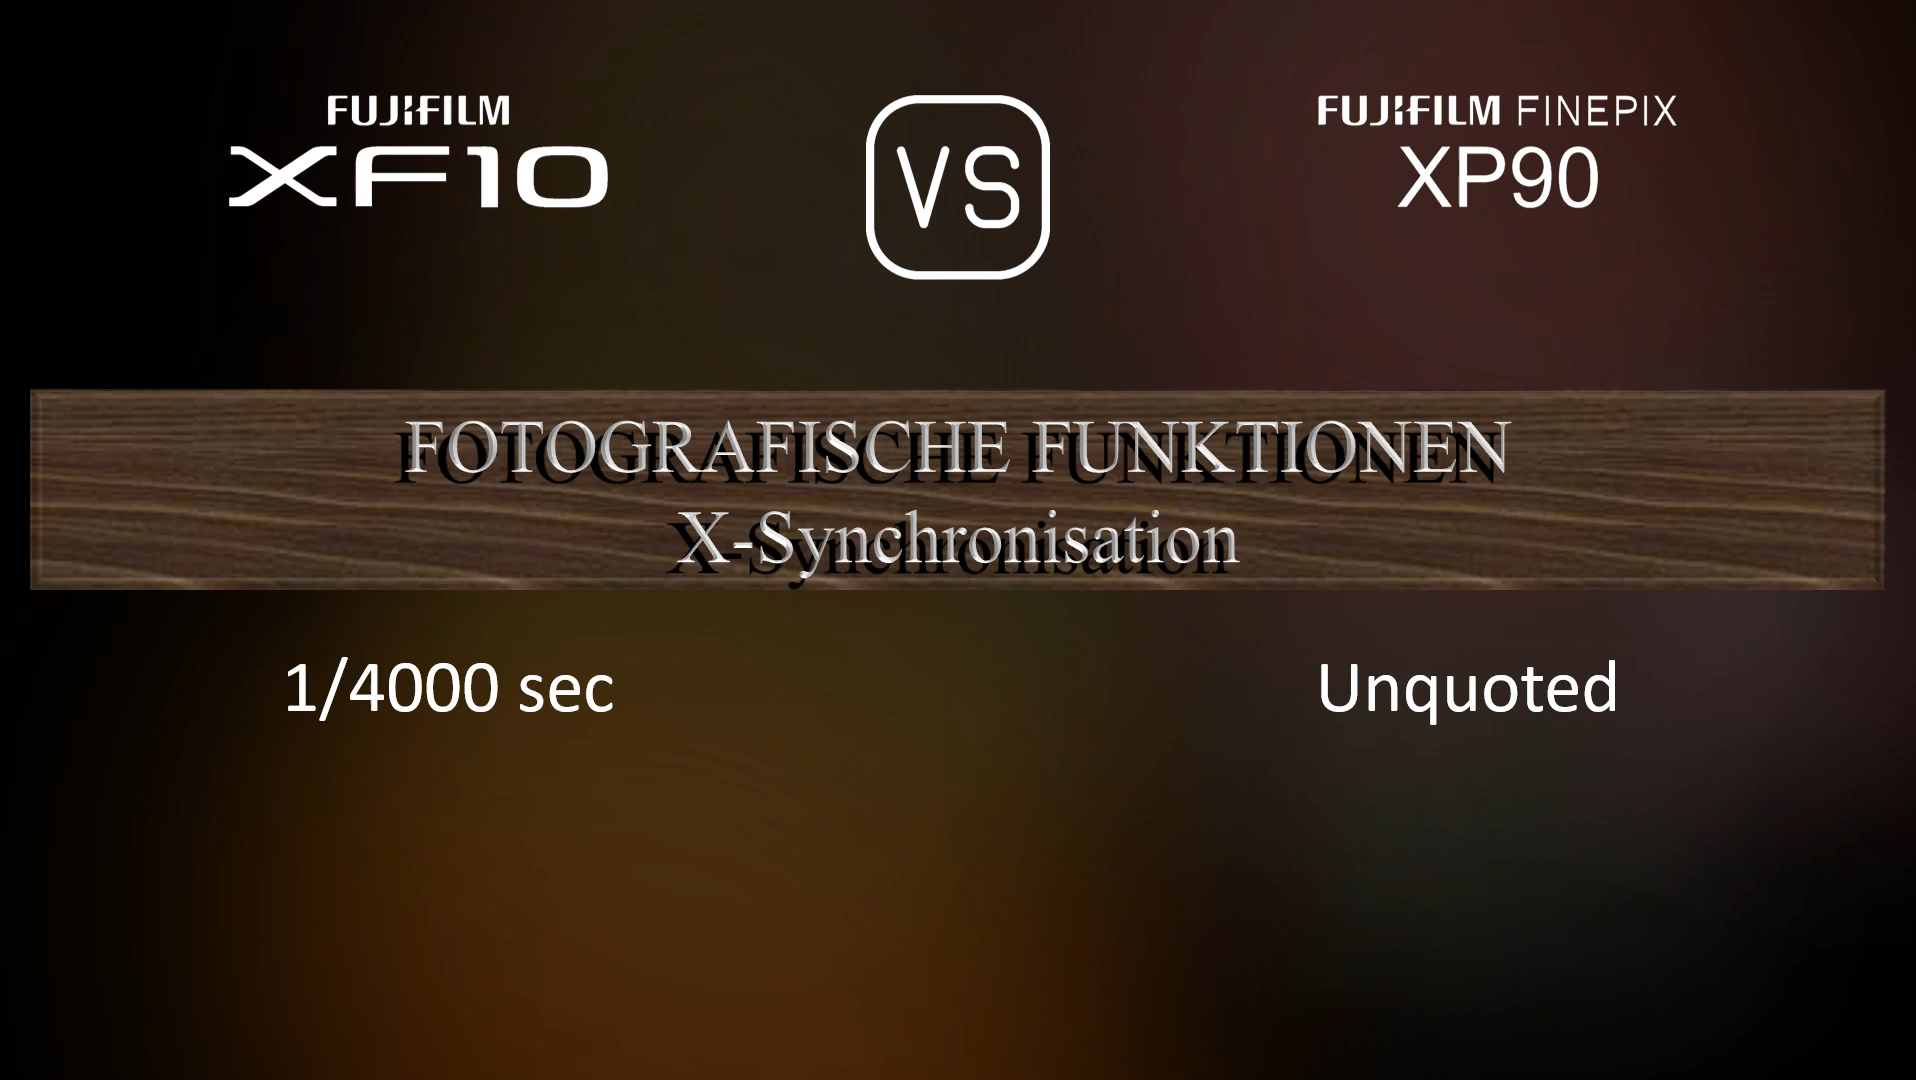 FUJIFILM
XF10
VS
FUJIFILM FINEPIX
XP90
FOTOGRAFISCHE FUNKTIONEN
X-Synchronisation
1/4000 sec
Unquoted